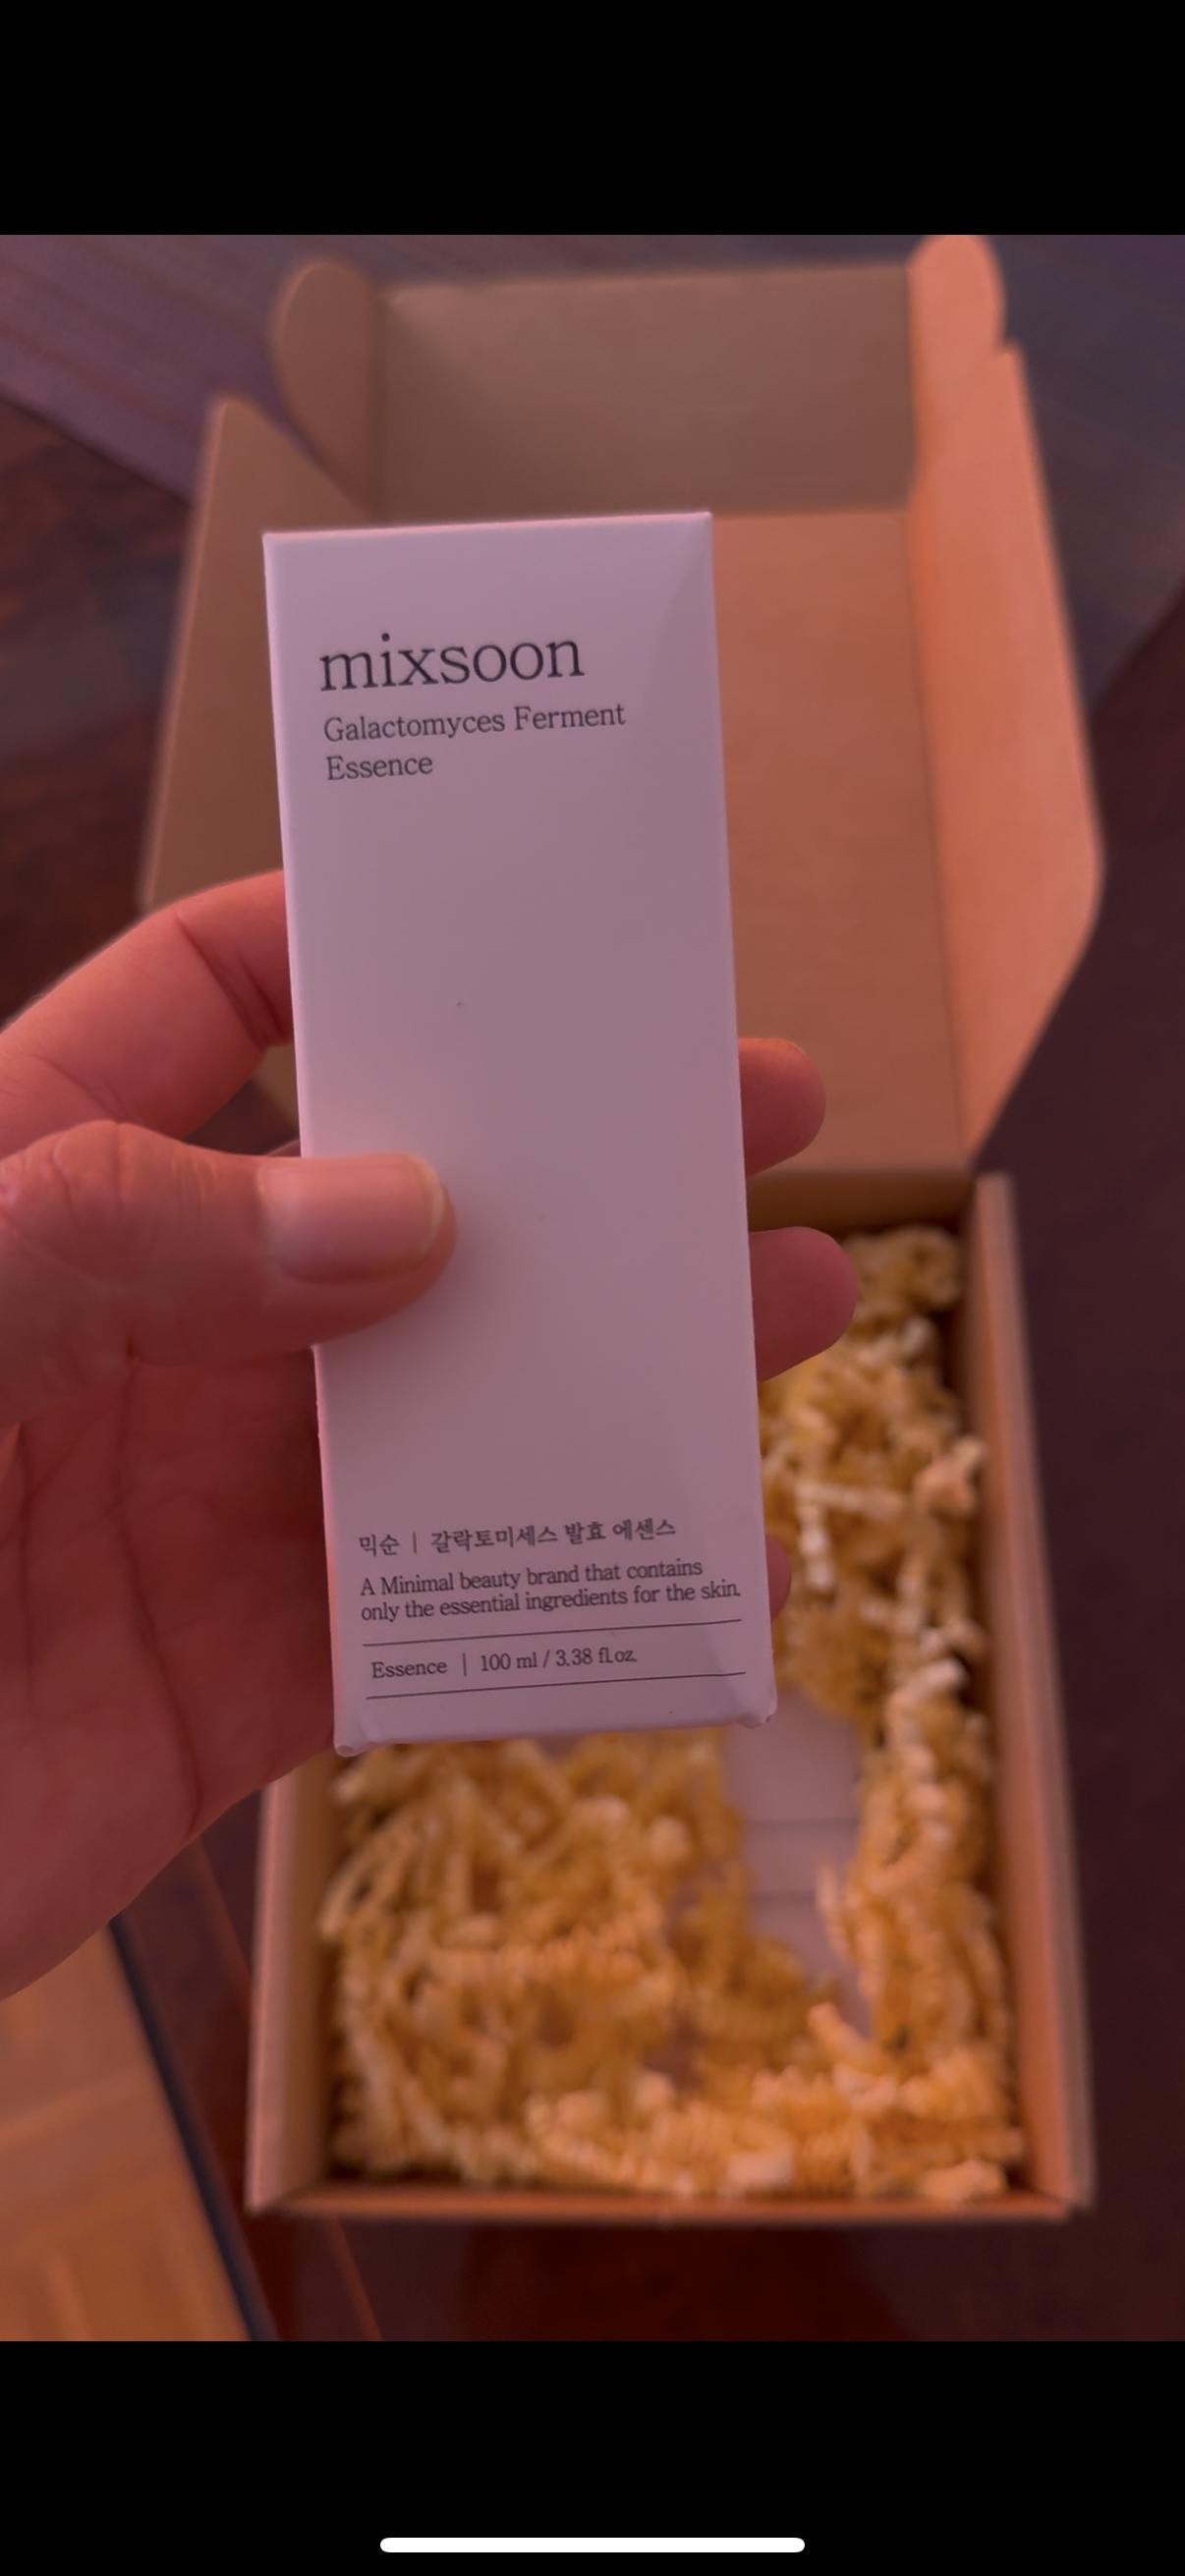 mixsoon
Galactomyces Ferment
Essence
믹순 | 갈락토미세스 발효 에센스
A Minimal beauty brand that contains
only the essential ingredients for the skin.
Essence | 100 ml / 3.38 fl.oz.